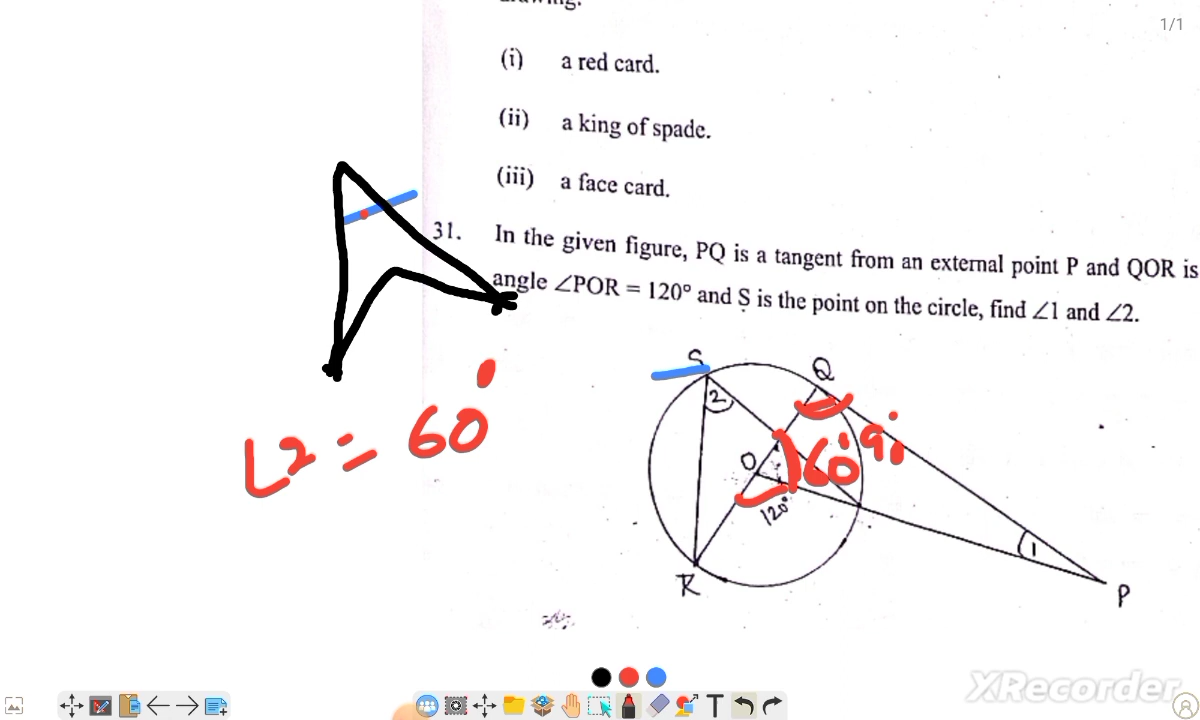 1/1
(i) a red card.
(ii) a king of spade.
(iii) a face card.
31. In the given figure, PQ is a tangent from an external point P and QOR is
angle ∠POR = 120° and S is the point on the circle, find ∠1 and ∠2.
S
Q
2
O
60° 90
120°
∠2 = 60°
1
R
P
XRecorder
T